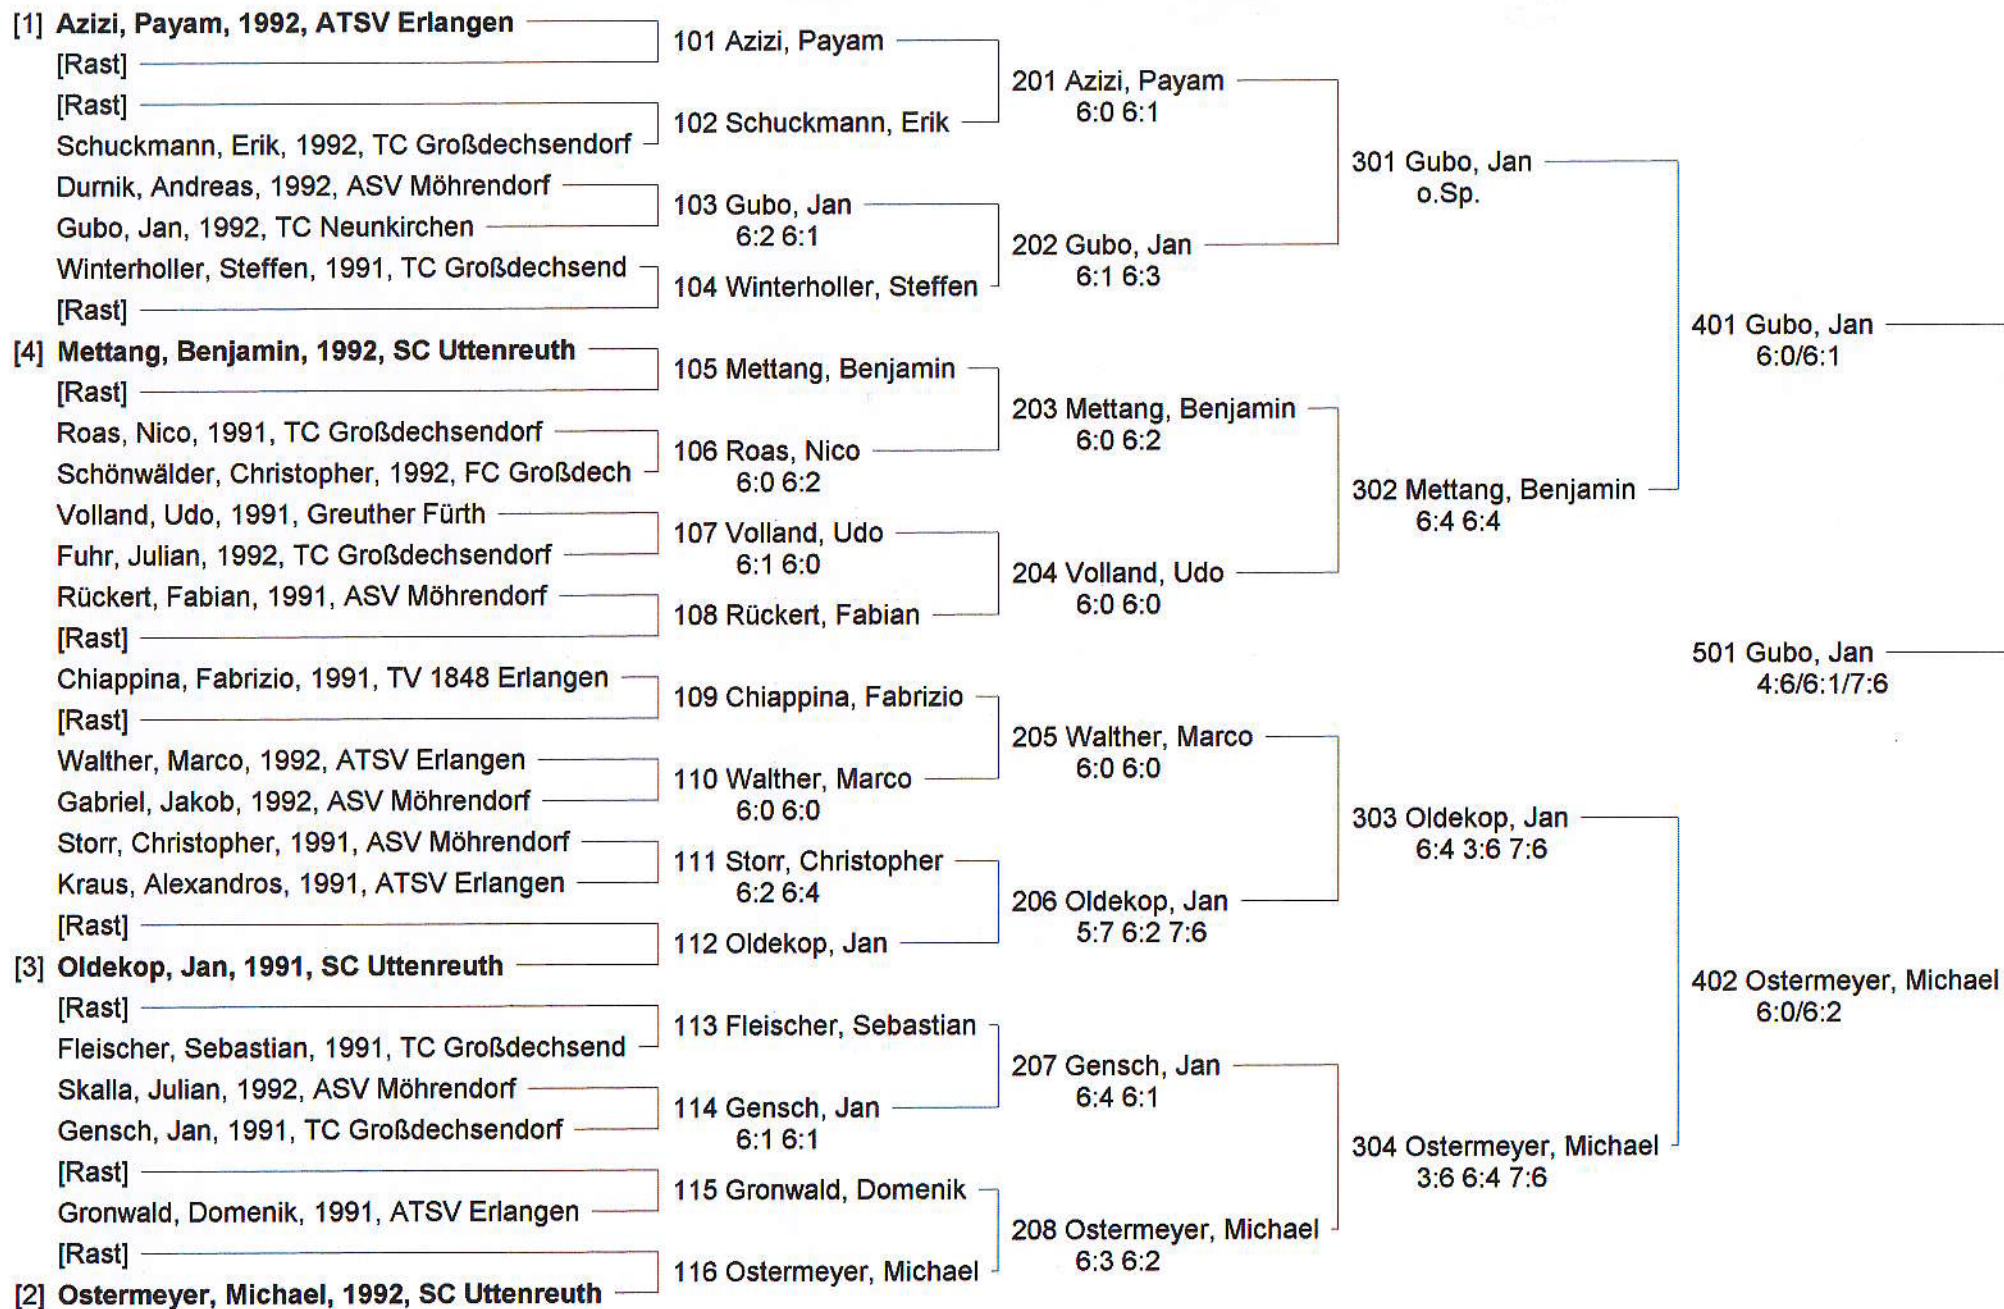 [1] Azizi, Payam, 1992, ATSV Erlangen
[Rast]
[Rast]
Schuckmann, Erik, 1992, TC Großdechsendorf
Durnik, Andreas, 1992, ASV Möhrendorf
Gubo, Jan, 1992, TC Neunkirchen
Winterholler, Steffen, 1991, TC Großdechsend
[Rast]
[4] Mettang, Benjamin, 1992, SC Uttenreuth
[Rast]
Roas, Nico, 1991, TC Großdechsendorf
Schönwälder, Christopher, 1992, FC Großdech
Volland, Udo, 1991, Greuther Fürth
Fuhr, Julian, 1992, TC Großdechsendorf
Rückert, Fabian, 1991, ASV Möhrendorf
[Rast]
Chiappina, Fabrizio, 1991, TV 1848 Erlangen
[Rast]
Walther, Marco, 1992, ATSV Erlangen
Gabriel, Jakob, 1992, ASV Möhrendorf
Storr, Christopher, 1991, ASV Möhrendorf
Kraus, Alexandros, 1991, ATSV Erlangen
[Rast]
[3] Oldekop, Jan, 1991, SC Uttenreuth
[Rast]
Fleischer, Sebastian, 1991, TC Großdechsend
Skalla, Julian, 1992, ASV Möhrendorf
Gensch, Jan, 1991, TC Großdechsendorf
[Rast]
Gronwald, Domenik, 1991, ATSV Erlangen
[Rast]
[2] Ostermeyer, Michael, 1992, SC Uttenreuth
101 Azizi, Payam
102 Schuckmann, Erik
103 Gubo, Jan
6:2 6:1
104 Winterholler, Steffen
105 Mettang, Benjamin
106 Roas, Nico
6:0 6:2
107 Volland, Udo
6:1 6:0
108 Rückert, Fabian
109 Chiappina, Fabrizio
110 Walther, Marco
6:0 6:0
111 Storr, Christopher
6:2 6:4
112 Oldekop, Jan
113 Fleischer, Sebastian
114 Gensch, Jan
6:1 6:1
115 Gronwald, Domenik
116 Ostermeyer, Michael
201 Azizi, Payam
6:0 6:1
202 Gubo, Jan
6:1 6:3
203 Mettang, Benjamin
6:0 6:2
204 Volland, Udo
6:0 6:0
205 Walther, Marco
6:0 6:0
206 Oldekop, Jan
5:7 6:2 7:6
207 Gensch, Jan
6:4 6:1
208 Ostermeyer, Michael
6:3 6:2
301 Gubo, Jan
o.Sp.
302 Mettang, Benjamin
6:4 6:4
303 Oldekop, Jan
6:4 3:6 7:6
304 Ostermeyer, Michael
3:6 6:4 7:6
401 Gubo, Jan
6:0/6:1
501 Gubo, Jan
4:6/6:1/7:6
402 Ostermeyer, Michael
6:0/6:2